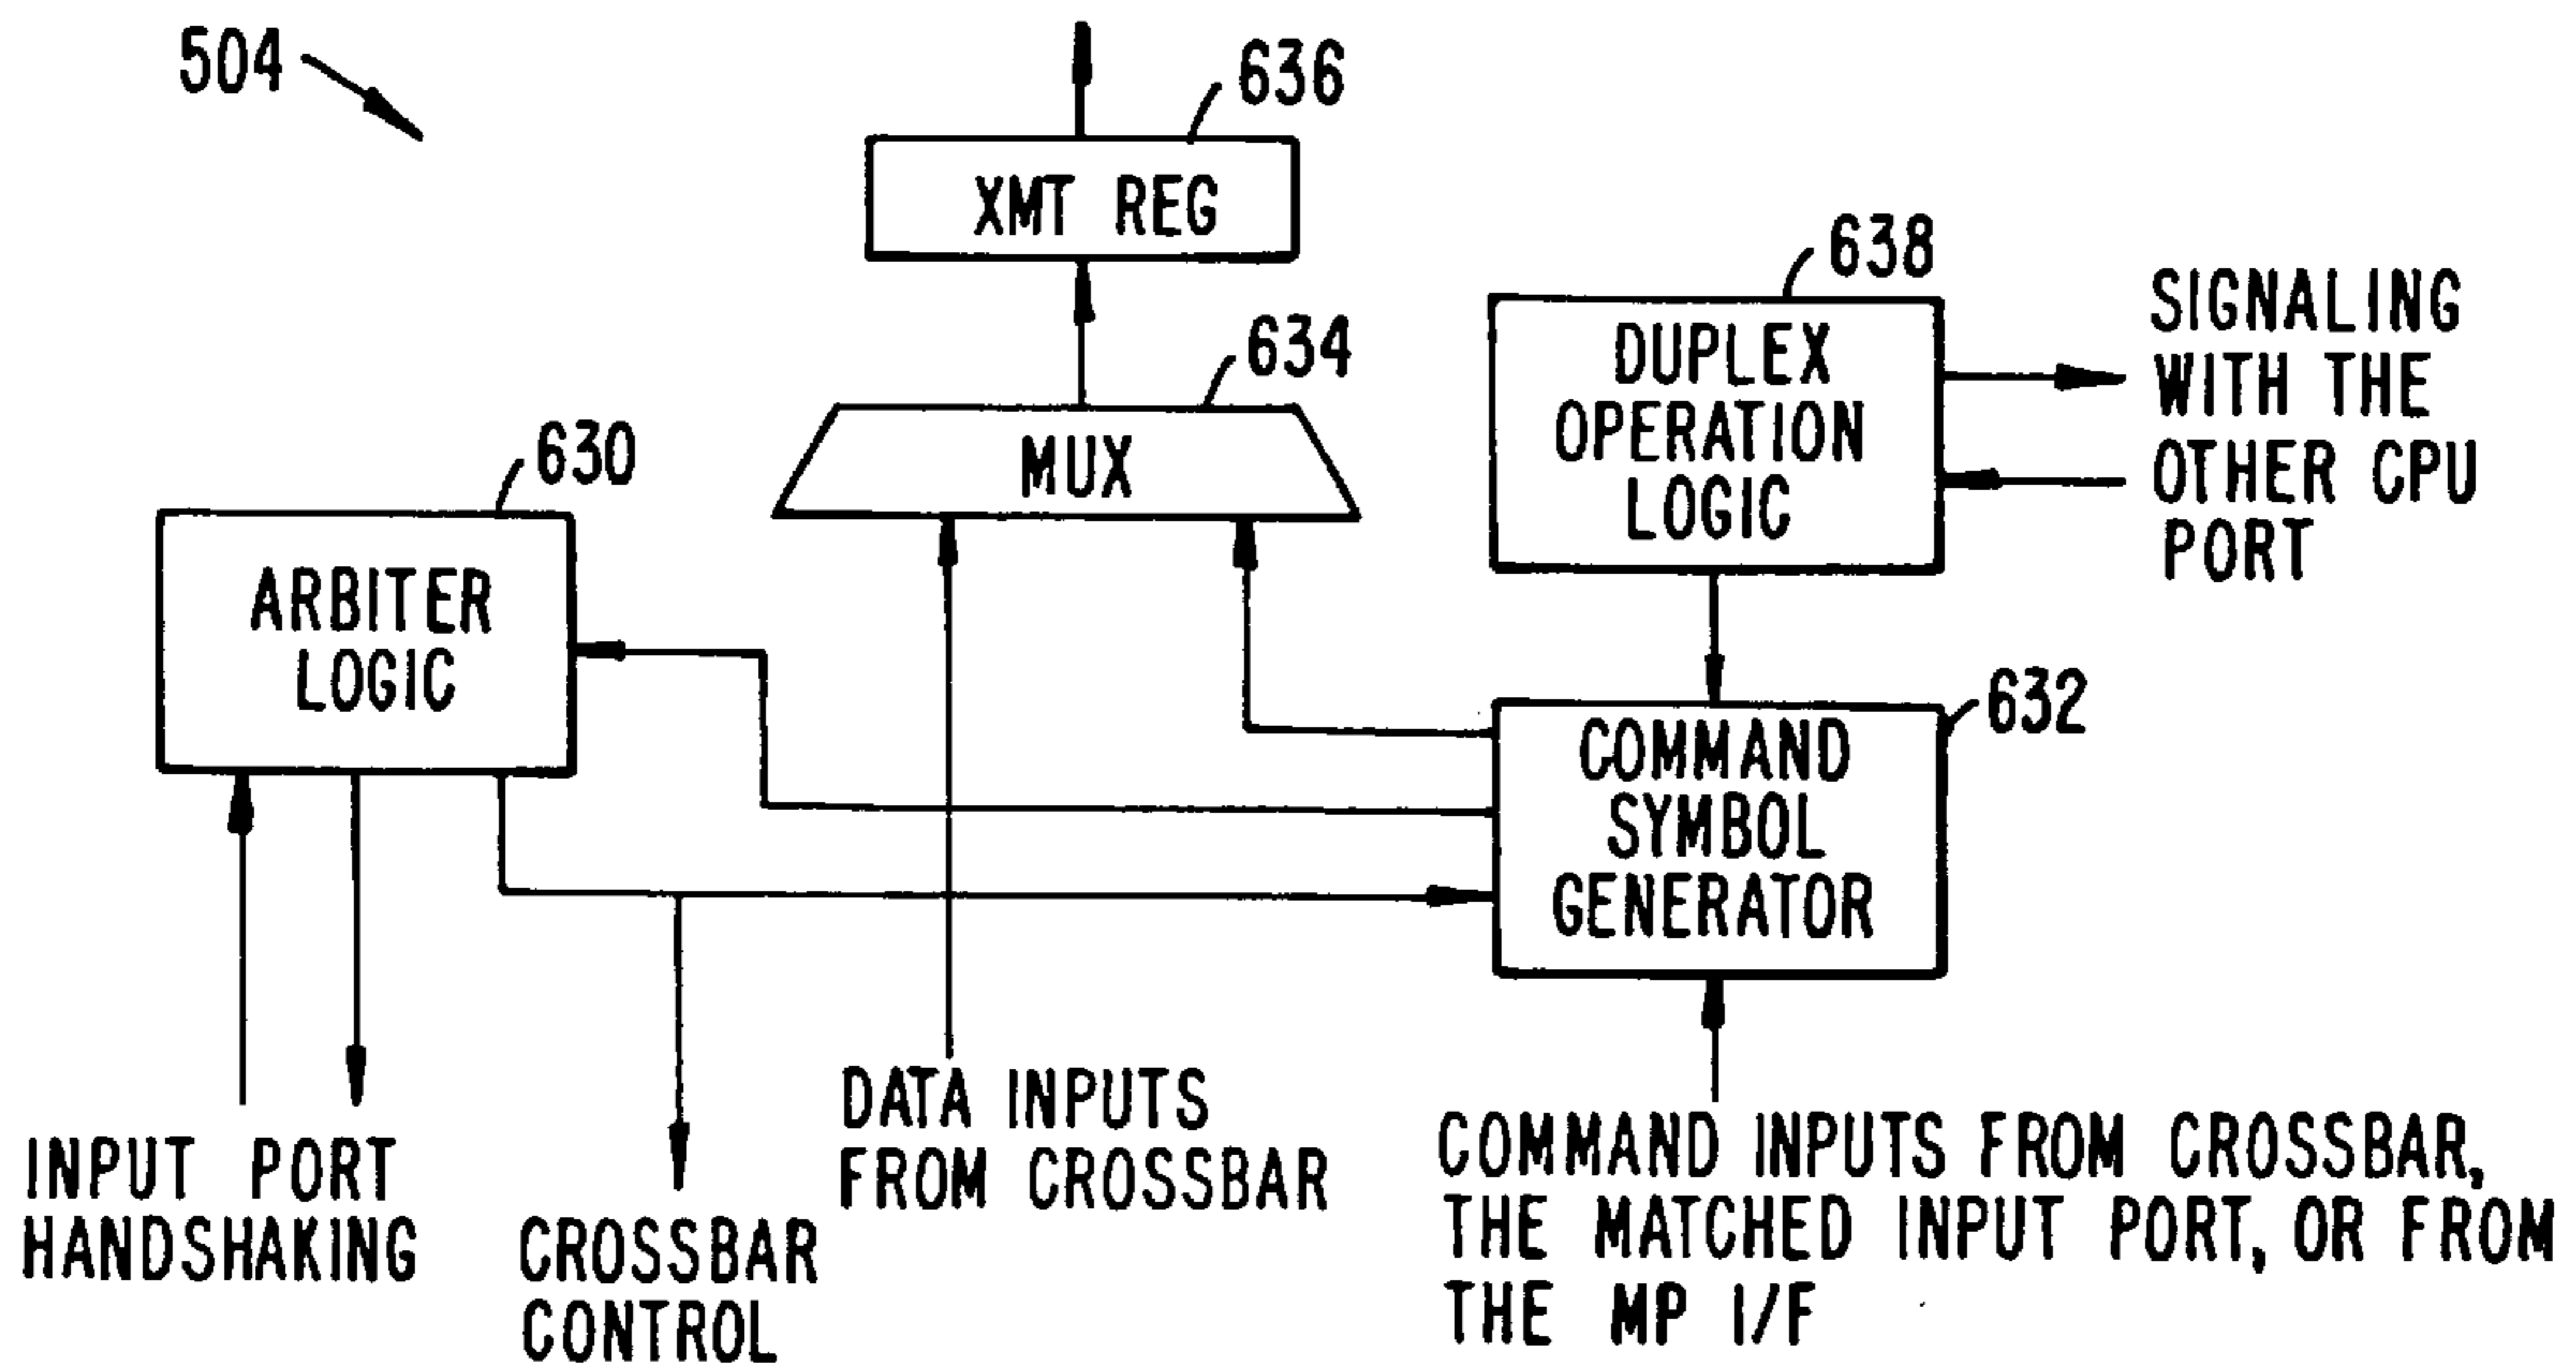 504
636
XMT REG
638
634
DUPLEX
OPERATION
LOGIC
SIGNALING
WITH THE
OTHER CPU
PORT
MUX
630
ARBITER
LOGIC
632
COMMAND
SYMBOL
GENERATOR
INPUT PORT
HANDSHAKING
CROSSBAR
CONTROL
DATA INPUTS
FROM CROSSBAR
COMMAND INPUTS FROM CROSSBAR,
THE MATCHED INPUT PORT, OR FROM
THE MP I/F